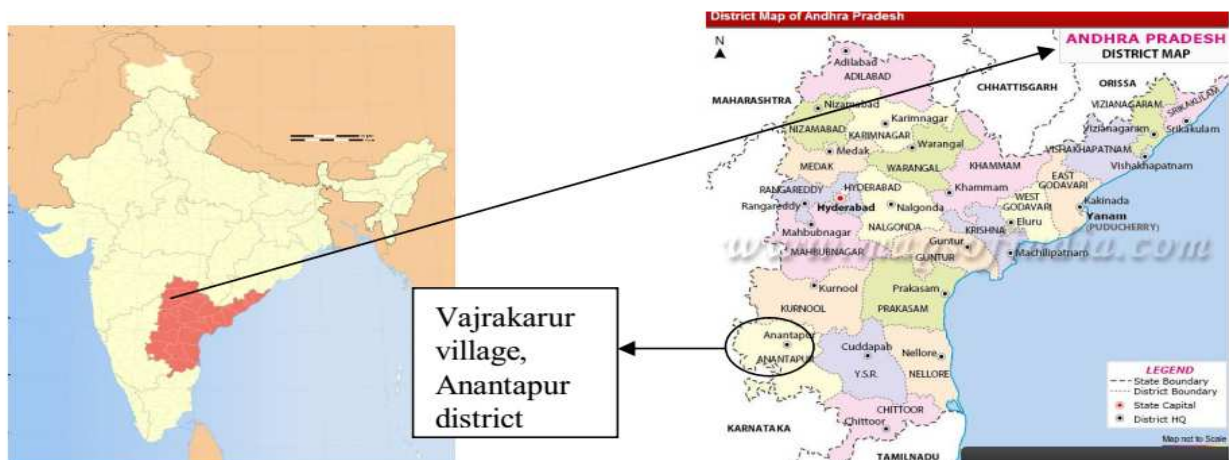 District Map of Andhra Pradesh
N
ANDHRA PRADESH
DISTRICT MAP
Adilabad
ADILABAD
CHHATTISGARH
ORISSA
MAHARASHTRA
VIZIANAGARAM
SRIKAKULAM
Nizamabad
Karimnagar
NIZAMABAD
KARIMNAGAR
Vizianagaram
Srikakulam
Medak
Warangal
VISHAKHAPATNAM
Vishakhapatnam
MEDAK
WARANGAL
KHAMMAM
EAST
GODAVARI
RANGAREDDY
HYDERABAD
Khammam
WEST
GODAVARI
Rangareddy
Hyderabad
Nalgonda
Kakinada
Yanam
(PUDUCHERRY)
Mahbubnagar
NALGONDA
KRISHNA
Eluru
MAHBUBNAGAR
Guntur
GUNTUR
Machilipatnam
www.mapsofindia.com
Kurnool
Prakasam
KURNOOL
PRAKASAM
Vajrakarur
village,
Anantapur
district
Anantapur
ANANTAPUR
Cuddapah
Y.S.R.
Nellore
NELLORE
CHITTOOR
Chittoor
KARNATAKA
TAMILNADU
LEGEND
State Boundary
District Boundary
State Capital
District HQ
Map not to Scale